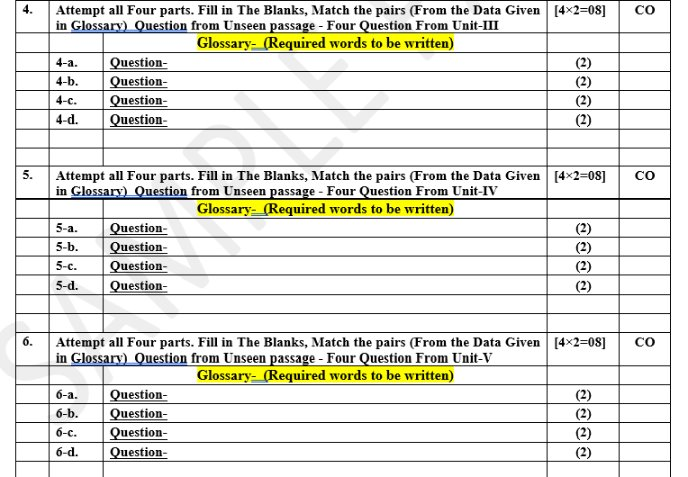 4. Attempt all Four parts. Fill in The Blanks, Match the pairs (From the Data Given [4×2=08] CO
in Glossary) Question from Unseen passage - Four Question From Unit-III
Glossary- (Required words to be written)
4-a. Question- (2)
4-b. Question- (2)
4-c. Question- (2)
4-d. Question- (2)
5. Attempt all Four parts. Fill in The Blanks, Match the pairs (From the Data Given [4×2=08] CO
in Glossary) Question from Unseen passage - Four Question From Unit-IV
Glossary- (Required words to be written)
5-a. Question- (2)
5-b. Question- (2)
5-c. Question- (2)
5-d. Question- (2)
6. Attempt all Four parts. Fill in The Blanks, Match the pairs (From the Data Given [4×2=08] CO
in Glossary) Question from Unseen passage - Four Question From Unit-V
Glossary- (Required words to be written)
6-a. Question- (2)
6-b. Question- (2)
6-c. Question- (2)
6-d. Question- (2)
SAMPLE